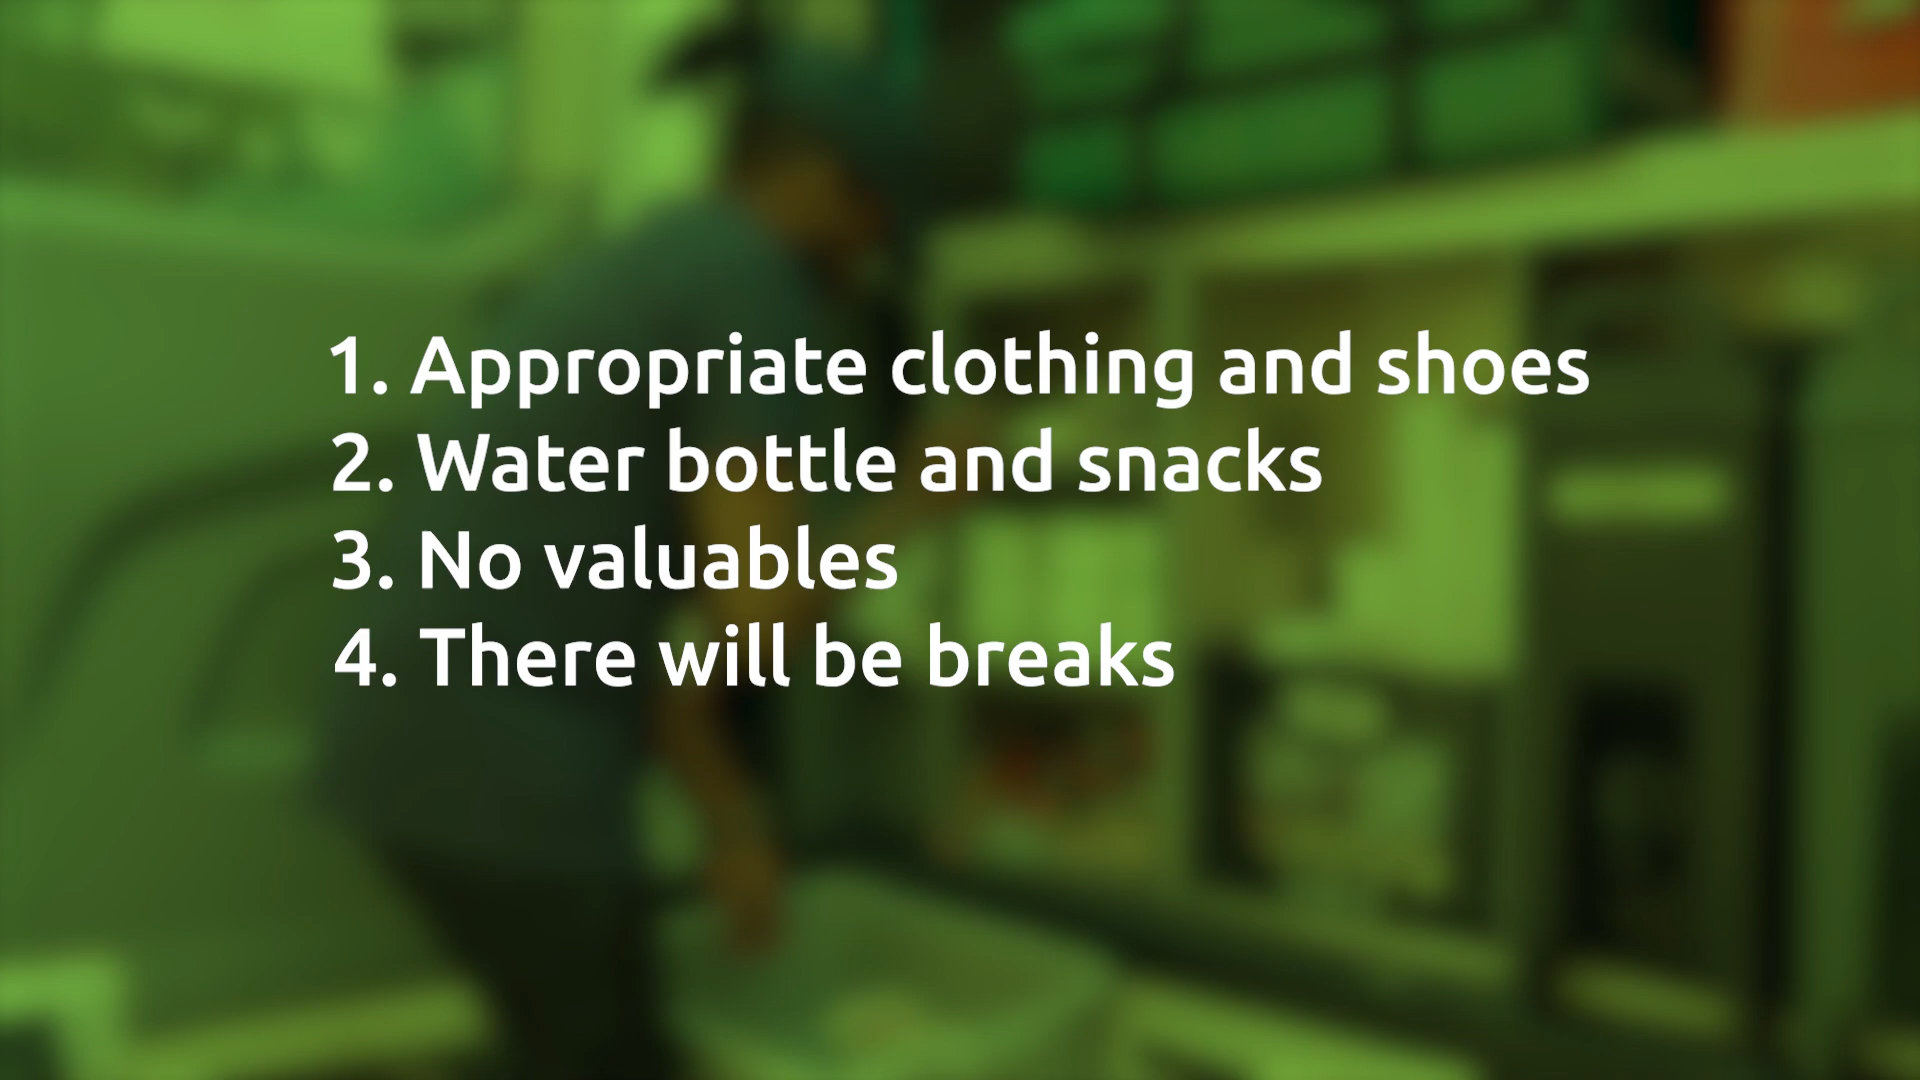 1. Appropriate clothing and shoes
2. Water bottle and snacks
3. No valuables
4. There will be breaks